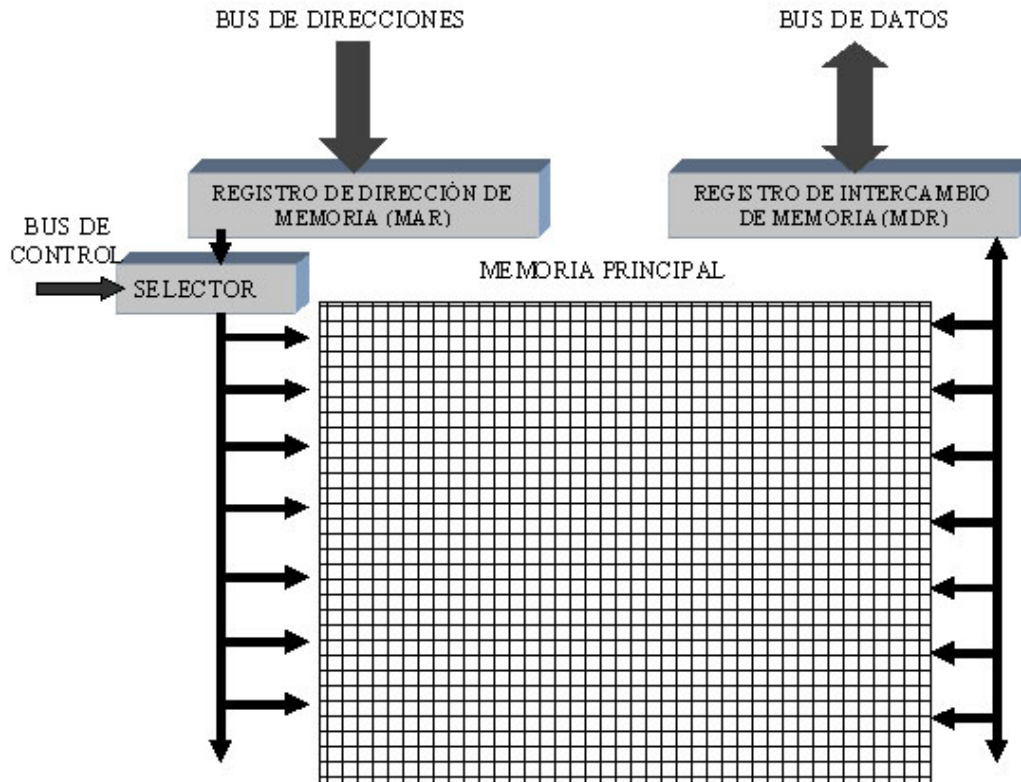 BUS DE DIRECCIONES
BUS DE DATOS
REGISTRO DE DIRECCIÓN DE
MEMORIA (MAR)
REGISTRO DE INTERCAMBIO
DE MEMORIA (MDR)
BUS DE
CONTROL
SELECTOR
MEMORIA PRINCIPAL